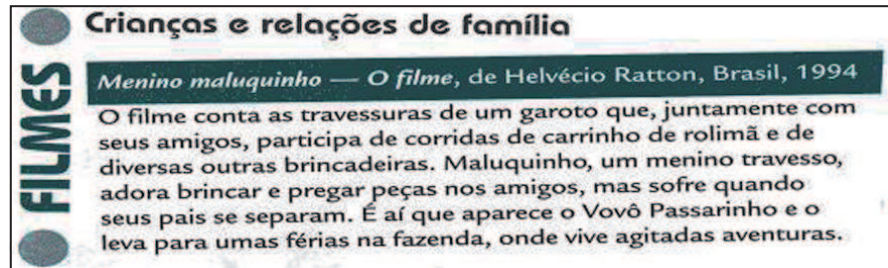 Crianças e relações de família
FILMES
Menino maluquinho — O filme, de Helvécio Ratton, Brasil, 1994
O filme conta as travessuras de um garoto que, juntamente com
seus amigos, participa de corridas de carrinho de rolimã e de
diversas outras brincadeiras. Maluquinho, um menino travesso,
adora brincar e pregar peças nos amigos, mas sofre quando
seus pais se separam. É aí que aparece o Vovô Passarinho e o
leva para umas férias na fazenda, onde vive agitadas aventuras.